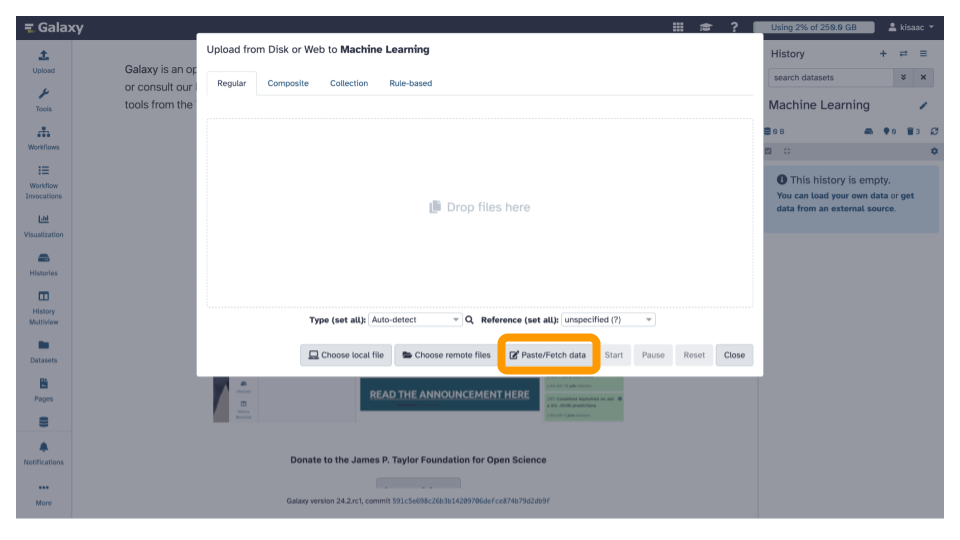 Galaxy
?
Using 2% of 250.0 GB
kisaac
Upload
Tools
Workflows
Workflow
Invocations
Visualization
Histories
History
Multiview
Datasets
Pages
Notifications
More
Galaxy is an op
or consult our
tools from the
Upload from Disk or Web to Machine Learning
Regular Composite Collection Rule-based
Drop files here
Type (set all): Auto-detect Reference (set all): unspecified (?)
Choose local file Choose remote files Paste/Fetch data Start Pause Reset Close
READ THE ANNOUNCEMENT HERE
Donate to the James P. Taylor Foundation for Open Science
Galaxy version 24.2.rc1, commit
History
search datasets
Machine Learning
0 B 0 3
This history is empty.
You can load your own data or get
data from an external source.